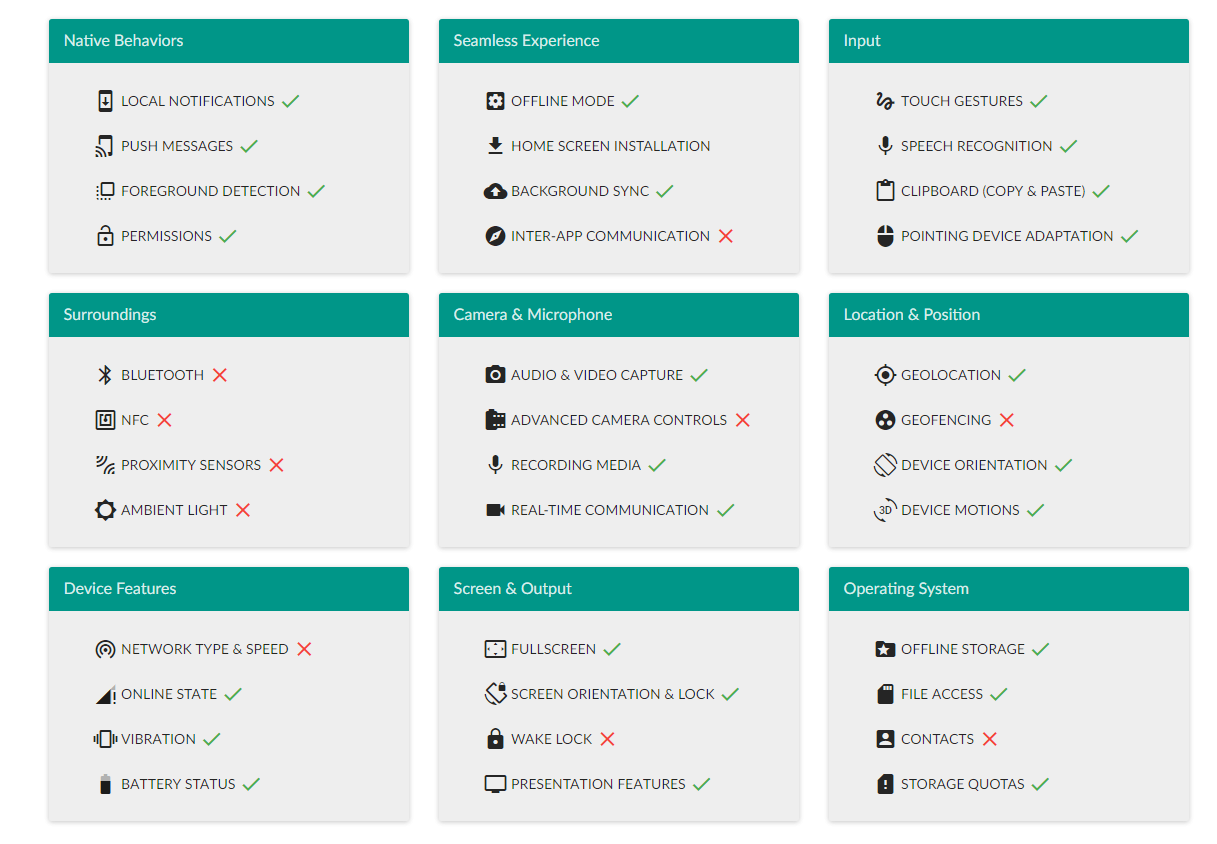 Native Behaviors
LOCAL NOTIFICATIONS
PUSH MESSAGES
FOREGROUND DETECTION
PERMISSIONS
Seamless Experience
OFFLINE MODE
HOME SCREEN INSTALLATION
BACKGROUND SYNC
INTER-APP COMMUNICATION
Input
TOUCH GESTURES
SPEECH RECOGNITION
CLIPBOARD (COPY & PASTE)
POINTING DEVICE ADAPTATION
Surroundings
BLUETOOTH
NFC
PROXIMITY SENSORS
AMBIENT LIGHT
Camera & Microphone
AUDIO & VIDEO CAPTURE
ADVANCED CAMERA CONTROLS
RECORDING MEDIA
REAL-TIME COMMUNICATION
Location & Position
GEOLOCATION
GEOFENCING
DEVICE ORIENTATION
3D DEVICE MOTIONS
Device Features
NETWORK TYPE & SPEED
ONLINE STATE
VIBRATION
BATTERY STATUS
Screen & Output
FULLSCREEN
SCREEN ORIENTATION & LOCK
WAKE LOCK
PRESENTATION FEATURES
Operating System
OFFLINE STORAGE
FILE ACCESS
CONTACTS
STORAGE QUOTAS